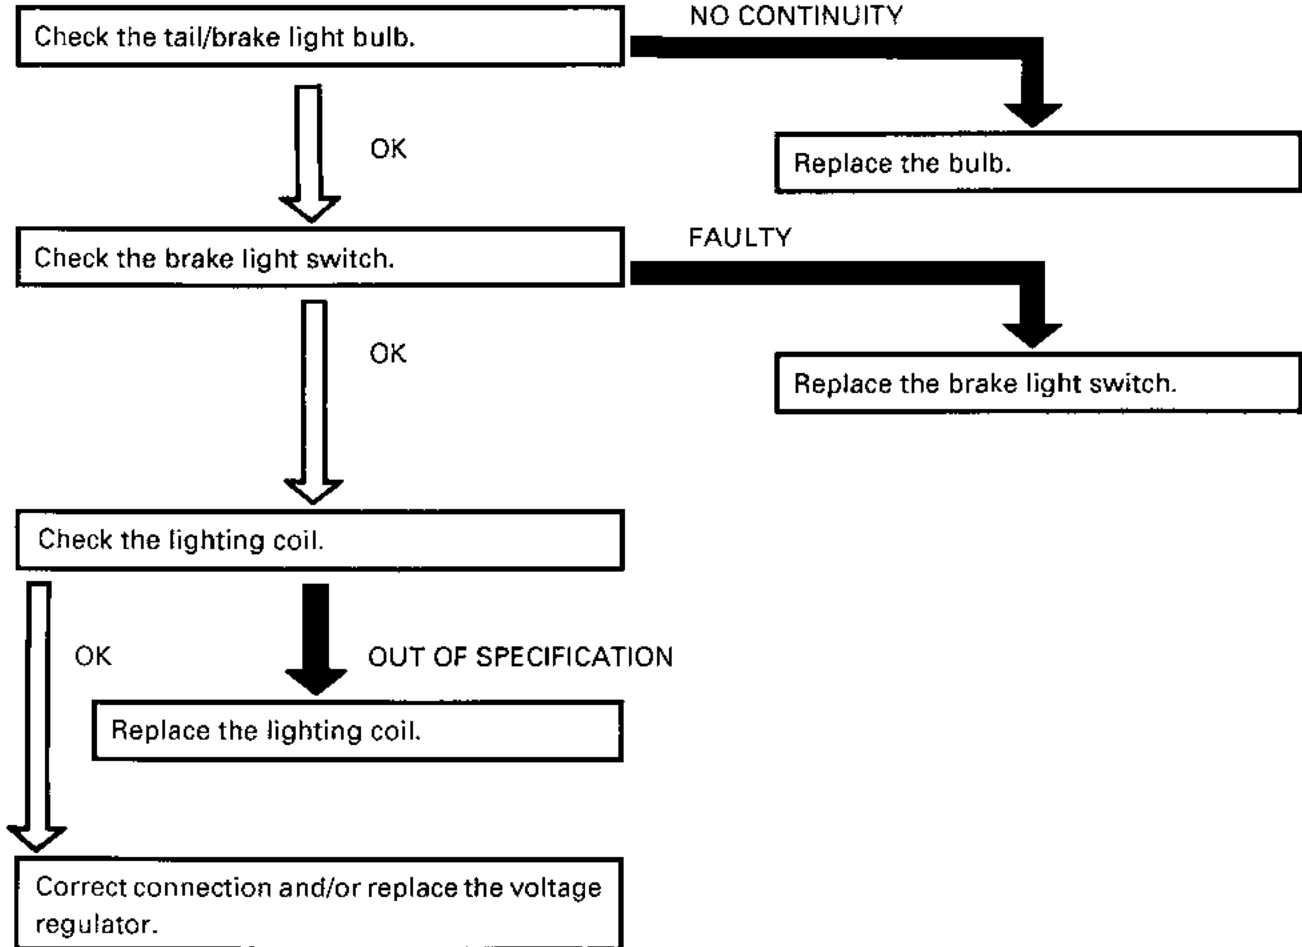 Check the tail/brake light bulb.
NO CONTINUITY
OK
Replace the bulb.
Check the brake light switch.
FAULTY
OK
Replace the brake light switch.
Check the lighting coil.
OK
OUT OF SPECIFICATION
Replace the lighting coil.
Correct connection and/or replace the voltage
regulator.